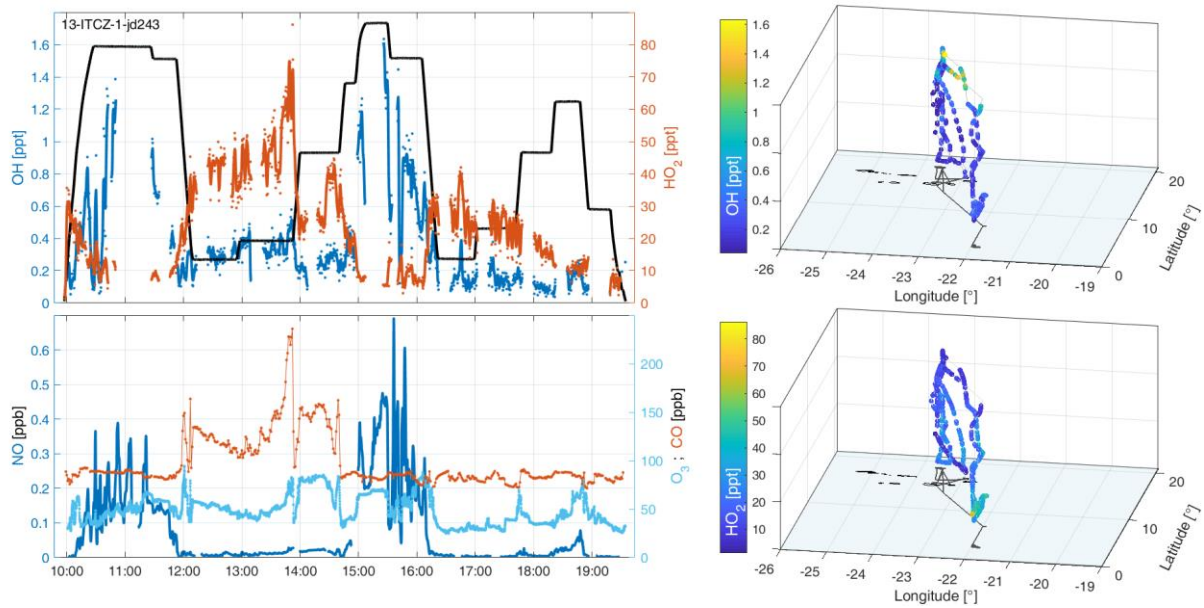 13-ITCZ-1-jd243
OH [ppt]
0 0.2 0.4 0.6 0.8 1 1.2 1.4 1.6
HO2 [ppt]
0 10 20 30 40 50 60 70 80
NO [ppb]
0 0.1 0.2 0.3 0.4 0.5 0.6
O3 ; CO [ppb]
0 50 100 150 200
10:00 11:00 12:00 13:00 14:00 15:00 16:00 17:00 18:00 19:00
OH [ppt]
1.6
1.4
1.2
1
0.8
0.6
0.4
0.2
-26 -25 -24 -23 -22 -21 -20 -19
Longitude [°]
0 10 20
Latitude [°]
HO2 [ppt]
80
70
60
50
40
30
20
10
-26 -25 -24 -23 -22 -21 -20 -19
Longitude [°]
0 10 20
Latitude [°]